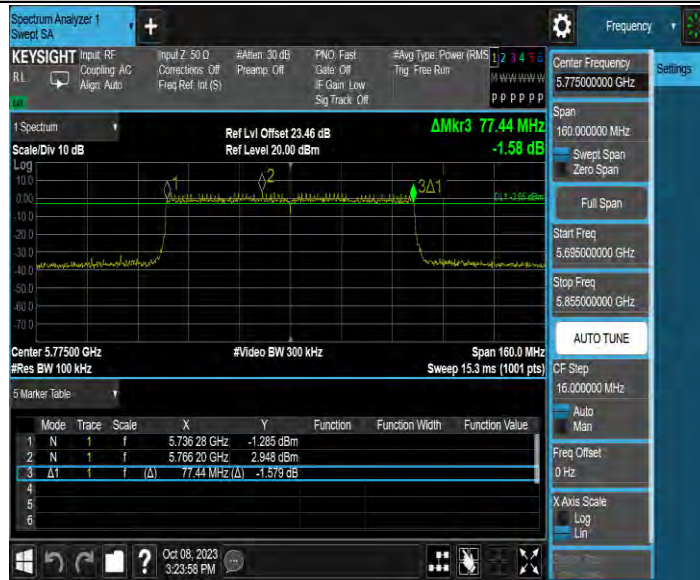 Spectrum Analyzer 1
Swept SA
+
Frequency
KEYSIGHT Input: RF Input Z: 50 Ω #Atten: 30 dB PNO: Fast #Avg Type: Power (RMS 1 2 3 4 5 6
RL Coupling: AC Corrections: Off Preamp: Off Gate: Off Trig: Free Run M W W W W W
Align: Auto Freq Ref: Int (S) IF Gain: Low
Sig Track: Off P P P P P P
Center Frequency
5.775000000 GHz
Settings
Span
160.000000 MHz
Swept Span
Zero Span
Full Span
Start Freq
5.695000000 GHz
Stop Freq
5.855000000 GHz
AUTO TUNE
CF Step
16.000000 MHz
Auto
Man
Freq Offset
0 Hz
X Axis Scale
Log
Lin
1 Spectrum
Ref Lvl Offset 23.46 dB ΔMkr3 77.44 MHz
Scale/Div 10 dB Ref Level 20.00 dBm -1.58 dB
Log
10.0
0.00
-10.0
-20.0
-30.0
-40.0
-50.0
-60.0
-70.0
1
2
3Δ1
Center 5.77500 GHz #Video BW 300 kHz Span 160.0 MHz
#Res BW 100 kHz Sweep 15.3 ms (1001 pts)
5 Marker Table
Mode Trace Scale X Y Function Function Width Function Value
1 N 1 f 5.736 28 GHz -1.285 dBm
2 N 1 f 5.766 20 GHz 2.948 dBm
3 Δ1 1 f (Δ) 77.44 MHz (Δ) -1.579 dB
4
5
6
?
Oct 08, 2023
3:23:58 PM